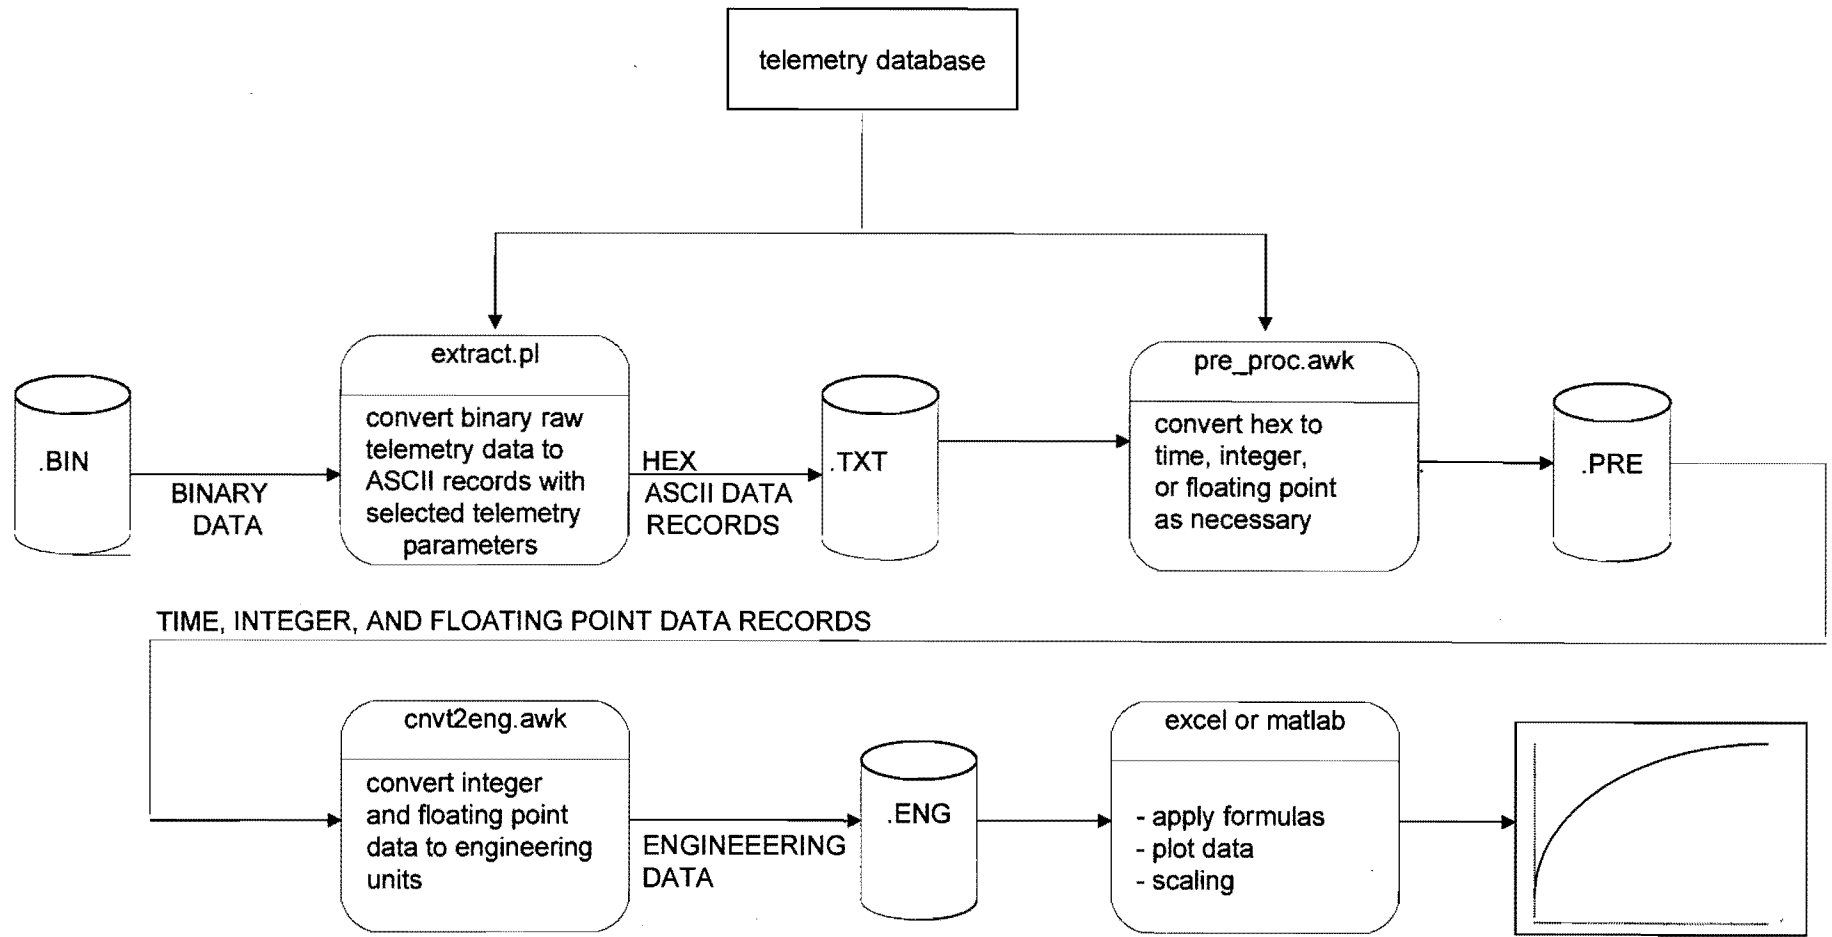 telemetry database
extract.pl
convert binary raw
telemetry data to
ASCII records with
selected telemetry
parameters
pre_proc.awk
convert hex to
time, integer,
or floating point
as necessary
.BIN
BINARY
DATA
HEX
ASCII DATA
RECORDS
.TXT
.PRE
TIME, INTEGER, AND FLOATING POINT DATA RECORDS
cnvt2eng.awk
convert integer
and floating point
data to engineering
units
ENGINEEERING
DATA
.ENG
excel or matlab
- apply formulas
- plot data
- scaling